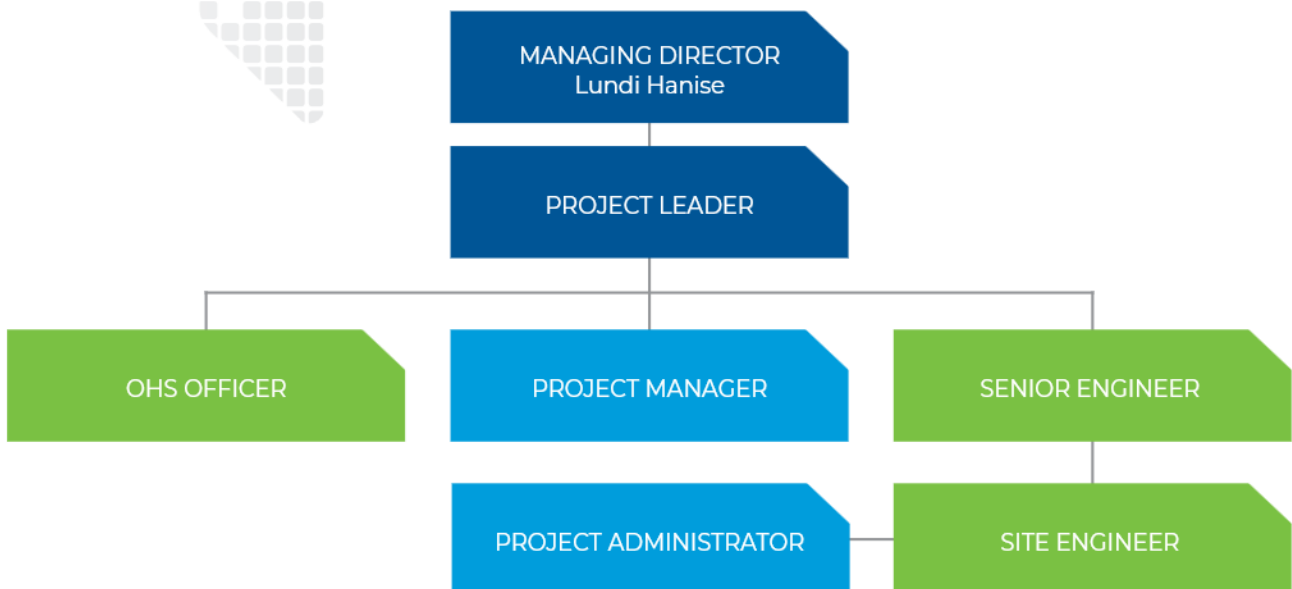 MANAGING DIRECTOR
Lundi Hanise
PROJECT LEADER
OHS OFFICER
PROJECT MANAGER
SENIOR ENGINEER
PROJECT ADMINISTRATOR
SITE ENGINEER